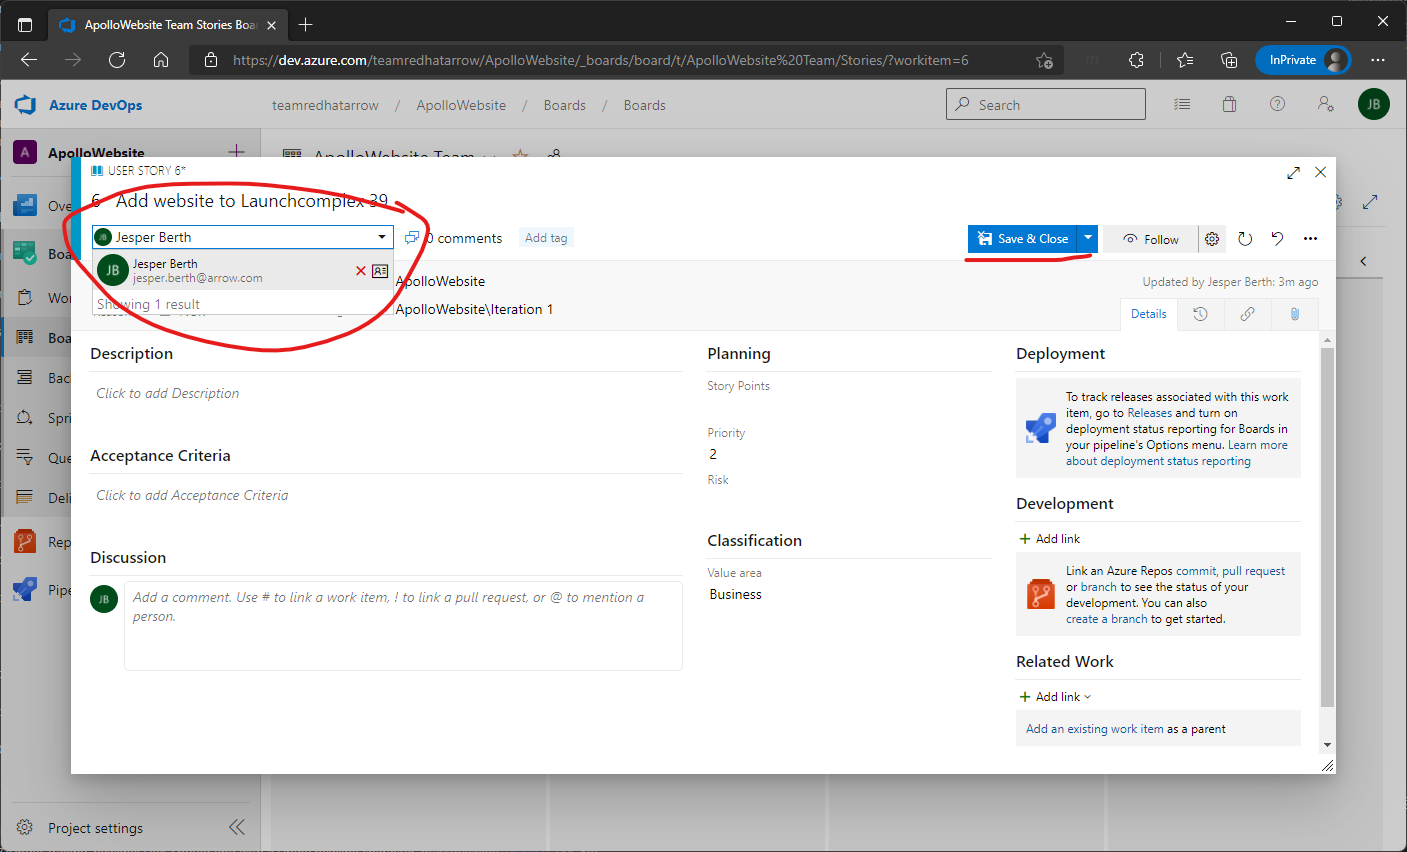 ApolloWebsite Team Stories Boa
https://dev.azure.com/teamredhatarrow/ApolloWebsite/_boards/board/t/ApolloWebsite%20Team/Stories/?workitem=6
InPrivate
Azure DevOps
teamredhatarrow / ApolloWebsite / Boards / Boards
Search
JB
A
ApolloWebsite
ApolloWebsite Team
Ove
Boa
Wo
Boa
Bac
Spri
Que
Deli
Rep
Pipe
Project settings
USER STORY 6*
6 Add website to Launchcomplex 39
JB Jesper Berth
0 comments
Add tag
Save & Close
Follow
JB
Jesper Berth
jesper.berth@arrow.com
Showing 1 result
ApolloWebsite
ApolloWebsite\Iteration 1
Updated by Jesper Berth: 3m ago
Details
Description
Click to add Description
Acceptance Criteria
Click to add Acceptance Criteria
Discussion
JB
Add a comment. Use # to link a work item, ! to link a pull request, or @ to mention a
person.
Planning
Story Points
Priority
2
Risk
Classification
Value area
Business
Deployment
To track releases associated with this work
item, go to Releases and turn on
deployment status reporting for Boards in
your pipeline's Options menu. Learn more
about deployment status reporting
Development
+ Add link
Link an Azure Repos commit, pull request
or branch to see the status of your
development. You can also
create a branch to get started.
Related Work
+ Add link
Add an existing work item as a parent